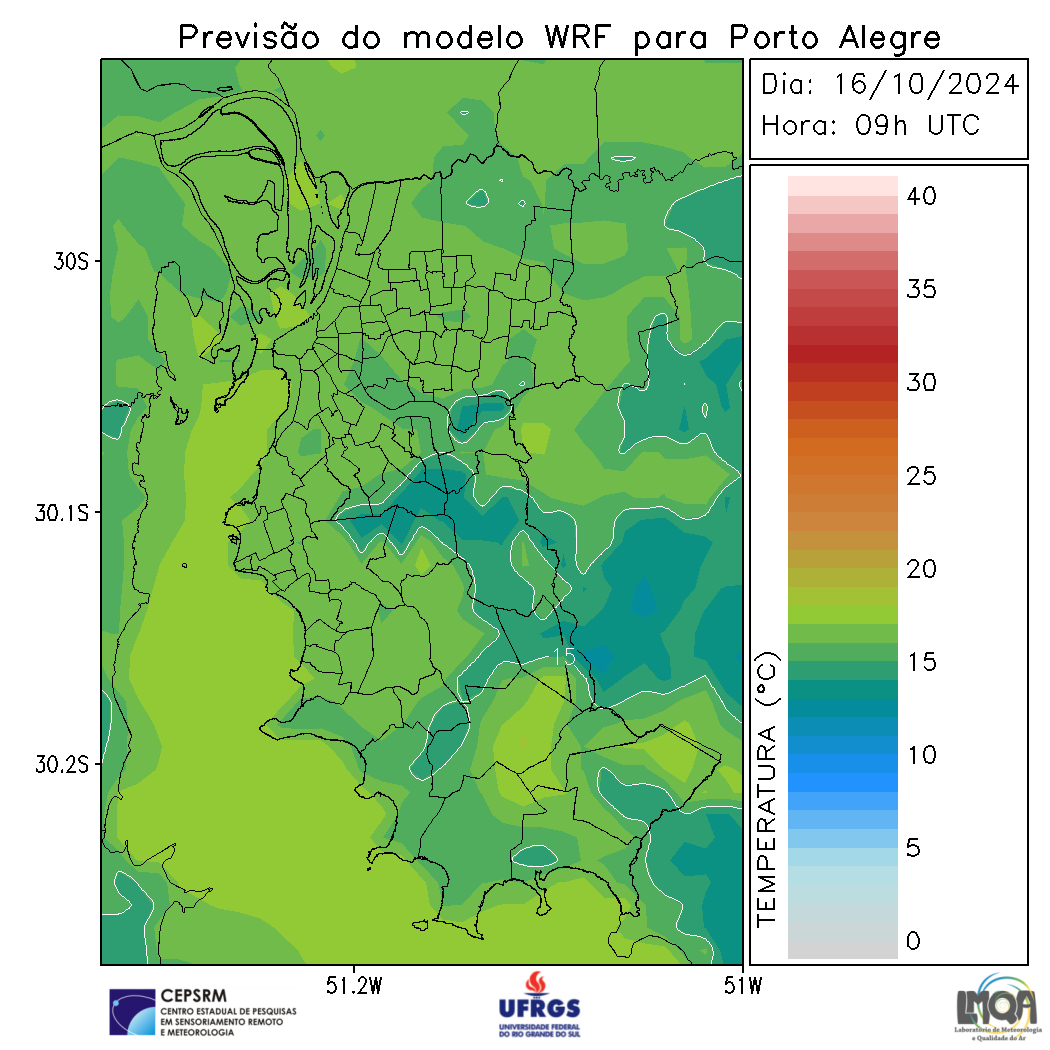 Previsão do modelo WRF para Porto Alegre
Dia: 16/10/2024
Hora: 09h UTC
30S
30.1S
30.2S
51.2W
51W
15
TEMPERATURA (°C)
40
35
30
25
20
15
10
5
0
CEPSRM
CENTRO ESTADUAL DE PESQUISAS
EM SENSORIAMENTO REMOTO
E METEOROLOGIA
UFRGS
UNIVERSIDADE FEDERAL
DO RIO GRANDE DO SUL
LMQA
Laboratório de Meteorologia
e Qualidade do Ar